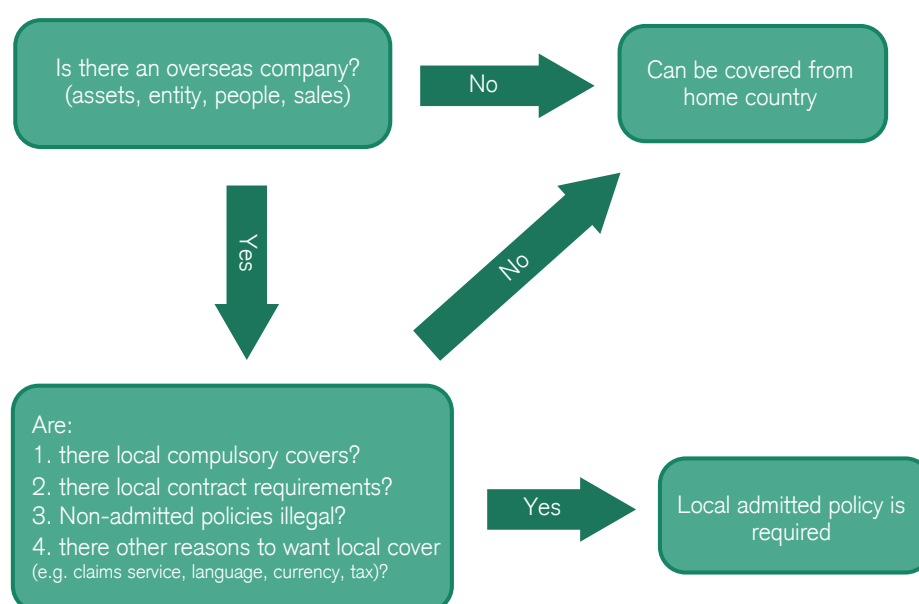 Is there an overseas company?
(assets, entity, people, sales)
No
Can be covered from
home country
Yes
No
Are:
1. there local compulsory covers?
2. there local contract requirements?
3. Non-admitted policies illegal?
4. there other reasons to want local cover
(e.g. claims service, language, currency, tax)?
Yes
Local admitted policy is
required